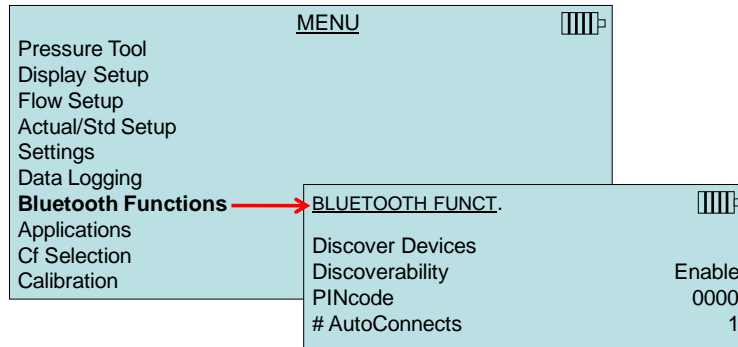 MENU
Pressure Tool
Display Setup
Flow Setup
Actual/Std Setup
Settings
Data Logging
Bluetooth Functions
Applications
Cf Selection
Calibration
BLUETOOTH FUNCT.
Discover Devices
Discoverability Enable
PINcode 0000
# AutoConnects 1